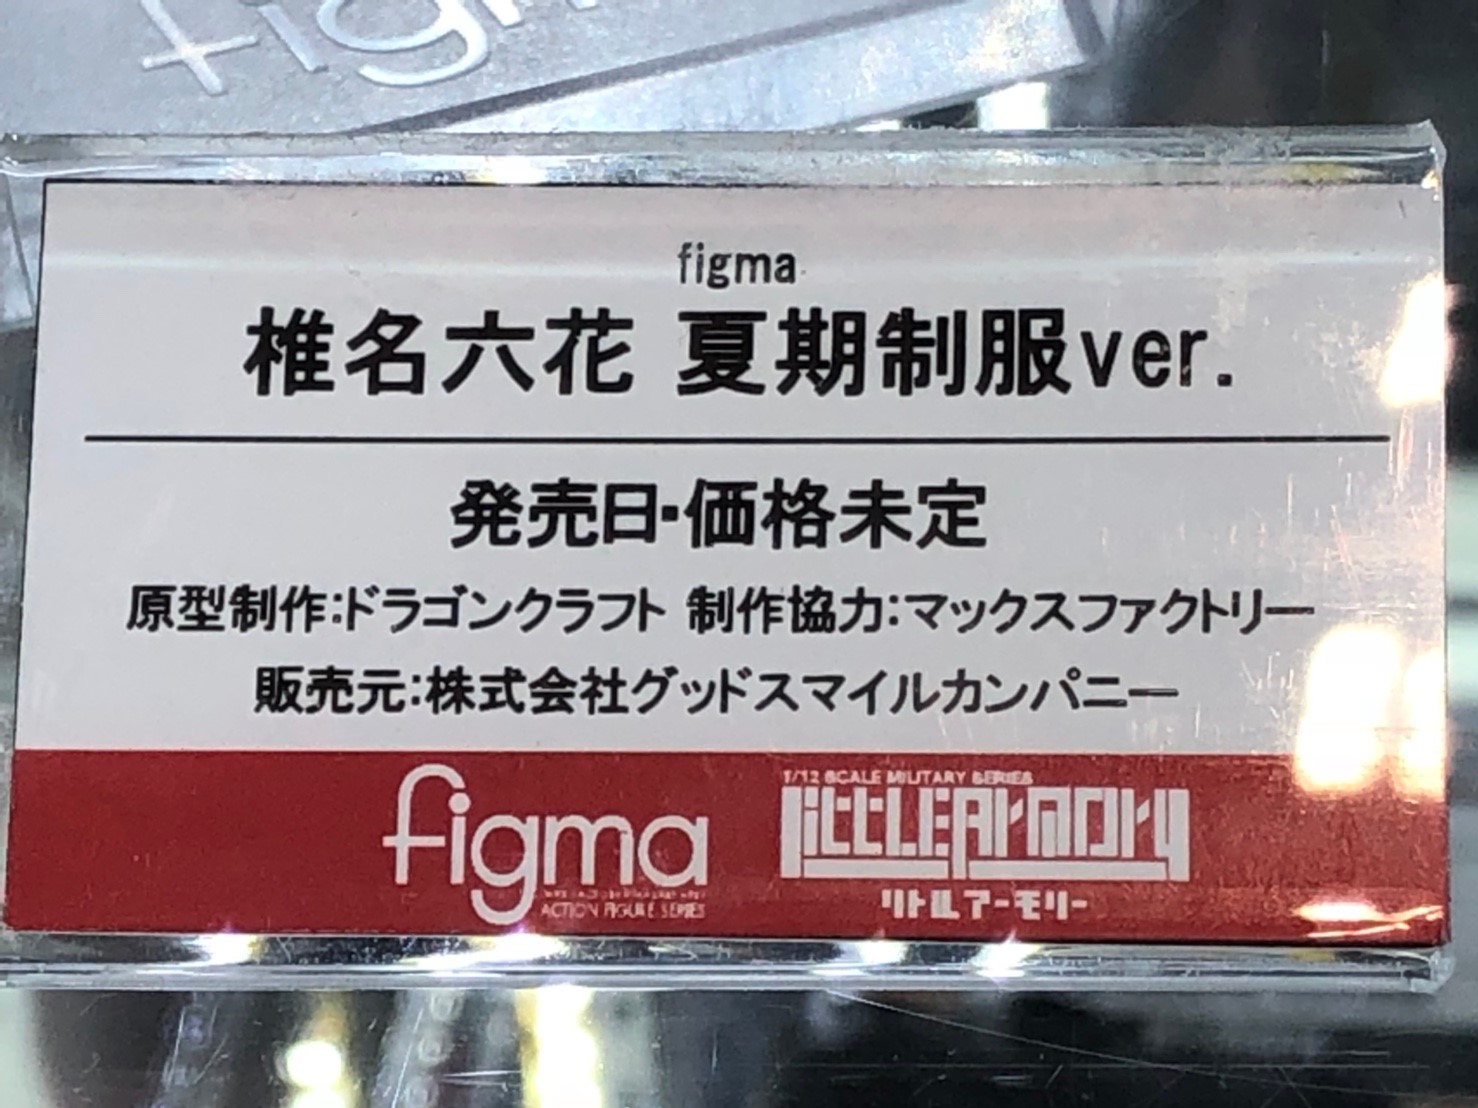 figma
figma
椎名六花 夏期制服ver.
発売日・価格未定
原型制作：ドラゴンクラフト 制作協力：マックスファクトリー
販売元：株式会社グッドスマイルカンパニー
figma
ACTION FIGURE SERIES
1/12 SCALE MILITARY SERIES
LittLEArmory
リトルアーモリー